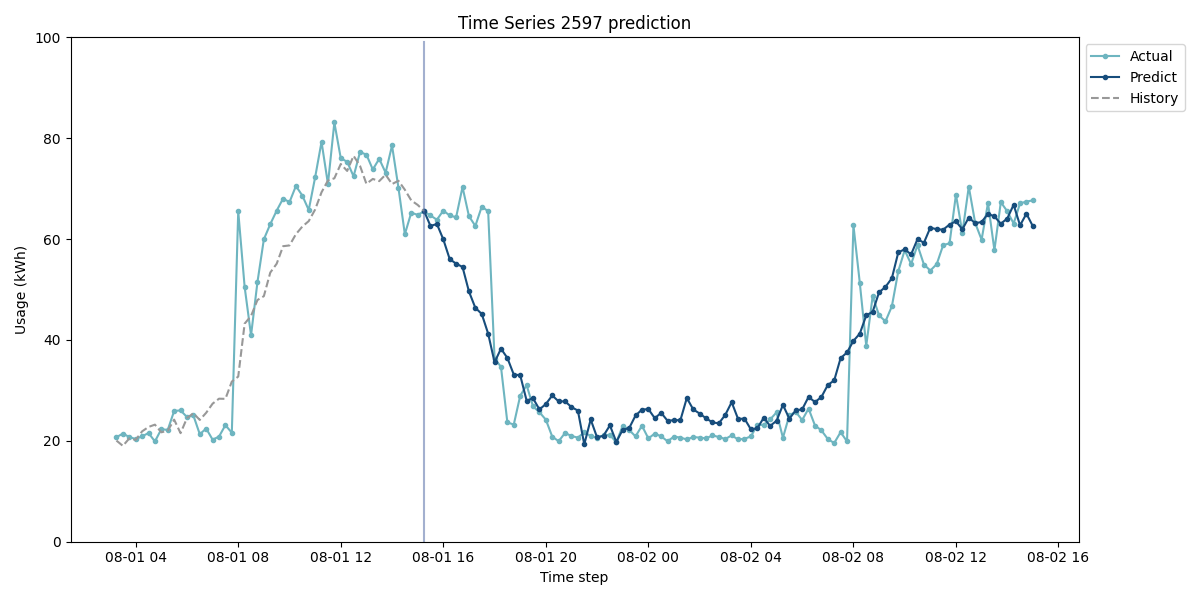 Time Series 2597 prediction
Usage (kWh)
100
80
60
40
20
0
08-01 04
08-01 08
08-01 12
08-01 16
08-01 20
08-02 00
08-02 04
08-02 08
08-02 12
08-02 16
Time step
Actual
Predict
History